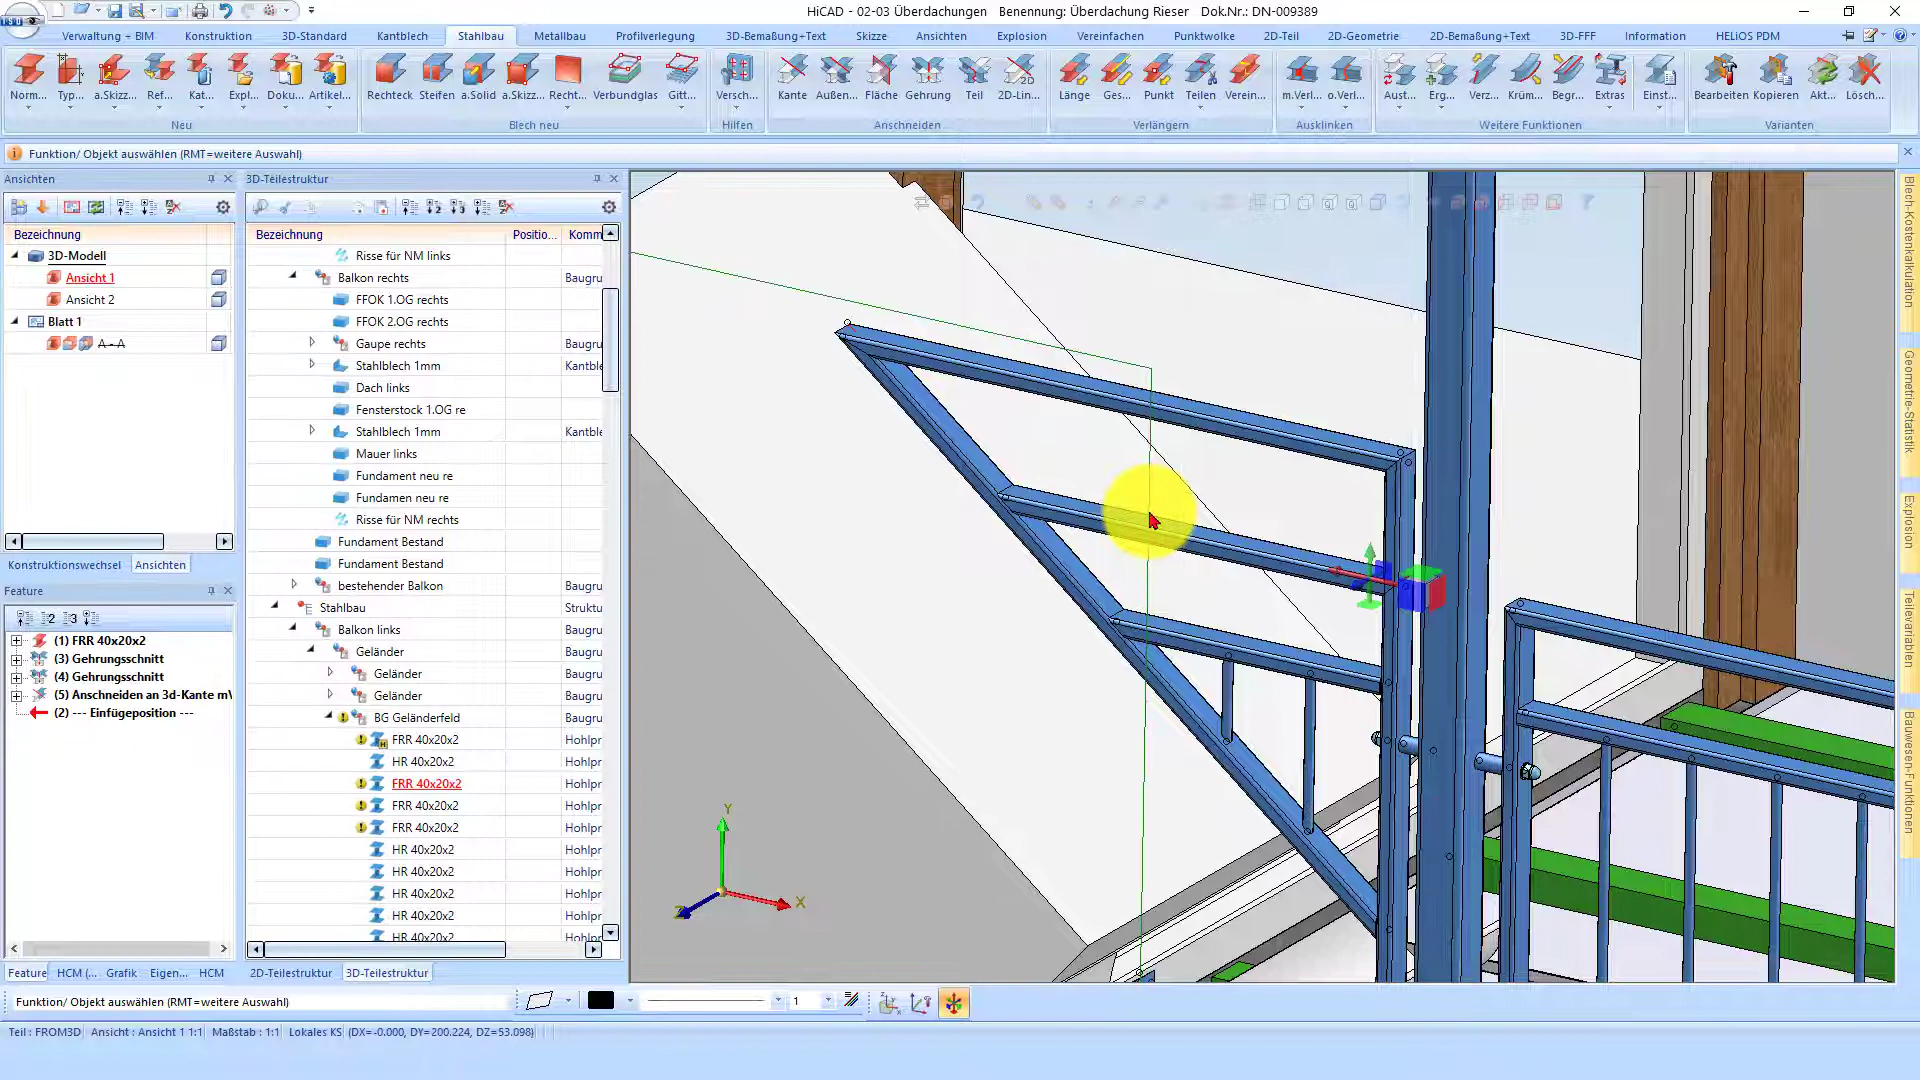 HiCAD - 02-03 Überdachungen   Benennung: Überdachung Rieser   Dok.Nr.: DN-009389
ISD
Verwaltung + BIM   Konstruktion   3D-Standard   Kantblech   Stahlbau   Metallbau   Profilverlegung   3D-Bemaßung+Text   Skizze   Ansichten   Explosion   Vereinfachen   Punktwolke   2D-Teil   2D-Geometrie   2D-Bemaßung+Text   3D-FFF   Information   HELiOS PDM
Norm...   Typ...   a.Skizz...   Ref...   Kat...   Expl...   Doku...   Artikel...   Rechteck   Steifen   a.Solid   a.Skizz...   Recht...   Verbundglas   Gitt...   Versch...   Kante   Außen...   Fläche   Gehrung   Teil   2D-Lin...   Länge   Ges...   Punkt   Teilen   Verein...   m.Verl...   o.Verl...   Aust...   Erg...   Verz...   Krüm...   Begr...   Extras   Einst...   Bearbeiten   Kopieren   Akt...   Lösch...
Neu   Blech neu   Hilfen   Anschneiden   Verlängern   Ausklinken   Weitere Funktionen   Varianten
Funktion/ Objekt auswählen (RMT=weitere Auswahl)
Ansichten
Bezeichnung
3D-Modell
Ansicht 1
Ansicht 2
Blatt 1
A - A
Konstruktionswechsel   Ansichten
Feature
(1) FRR 40x20x2
(3) Gehrungsschnitt
(4) Gehrungsschnitt
(5) Anschneiden an 3d-Kante m\
(2) --- Einfügeposition ---
Feature   HCM (...   Grafik   Eigen...   HCM
3D-Teilestruktur
Bezeichnung   Positio...   Komm
Risse für NM links
Balkon rechts   Baugru
FFOK 1.OG rechts
FFOK 2.OG rechts
Gaupe rechts   Baugru
Stahlblech 1mm   Kantble
Dach links
Fensterstock 1.OG re
Stahlblech 1mm   Kantble
Mauer links
Fundament neu re
Fundamen neu re
Risse für NM rechts
Fundament Bestand
Fundament Bestand
bestehender Balkon   Baugru
Stahlbau   Struktu
Balkon links   Baugru
Geländer   Baugru
Geländer   Baugru
Geländer   Baugru
BG Geländerfeld   Baugru
FRR 40x20x2   Hohlpr
HR 40x20x2   Hohlpr
FRR 40x20x2   Hohlpr
FRR 40x20x2   Hohlpr
FRR 40x20x2   Hohlpr
HR 40x20x2   Hohlpr
HR 40x20x2   Hohlpr
HR 40x20x2   Hohlpr
HR 40x20x2   Hohlpr
HR 40x20x2   Hohlpr
2D-Teilestruktur   3D-Teilestruktur
Y
X
Z
Blech-Kostenkalkulation
Geometrie-Statistik
Explosion
Teilevariablen
Bauwesen-Funktionen
Funktion/ Objekt auswählen (RMT=weitere Auswahl)   1
Teil : FROM3D   Ansicht : Ansicht 1 1:1   Maßstab : 1:1   Lokales KS   (DX=-0.000, DY=200.224, DZ=53.098)